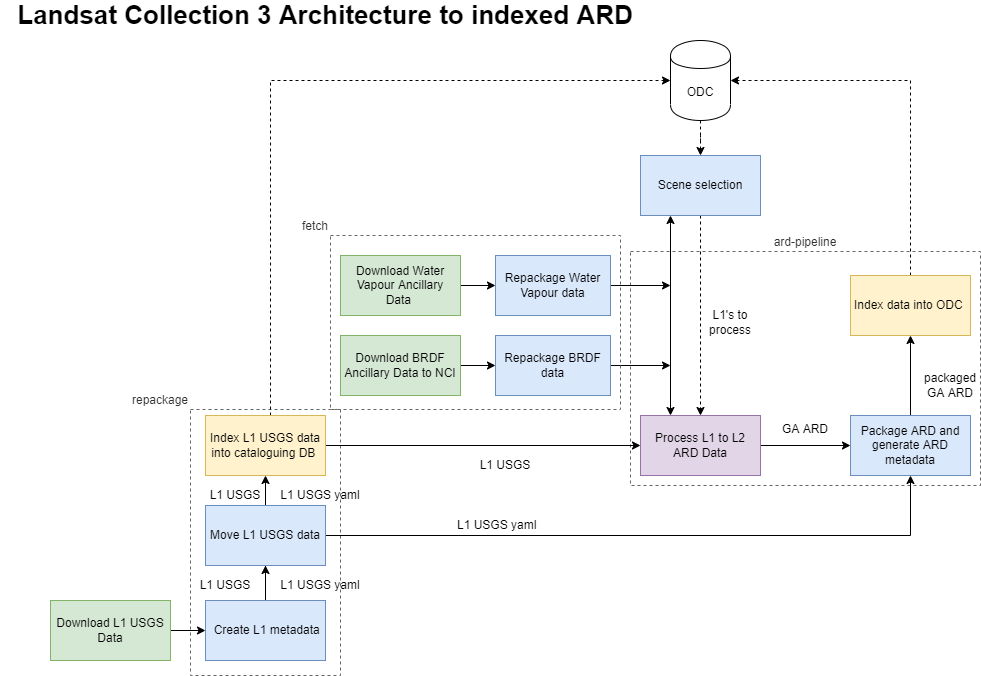 Landsat Collection 3 Architecture to indexed ARD
ODC
Scene selection
fetch
ard-pipeline
Download Water
Vapour Ancillary
Data
Repackage Water
Vapour data
Index data into ODC
L1's to
process
Download BRDF
Ancillary Data to NCI
Repackage BRDF
data
packaged
GA ARD
repackage
Index L1 USGS data
into cataloguing DB
L1 USGS
Process L1 to L2
ARD Data
GA ARD
Package ARD and
generate ARD
metadata
L1 USGS
L1 USGS yaml
Move L1 USGS data
L1 USGS yaml
L1 USGS
L1 USGS yaml
Download L1 USGS
Data
Create L1 metadata